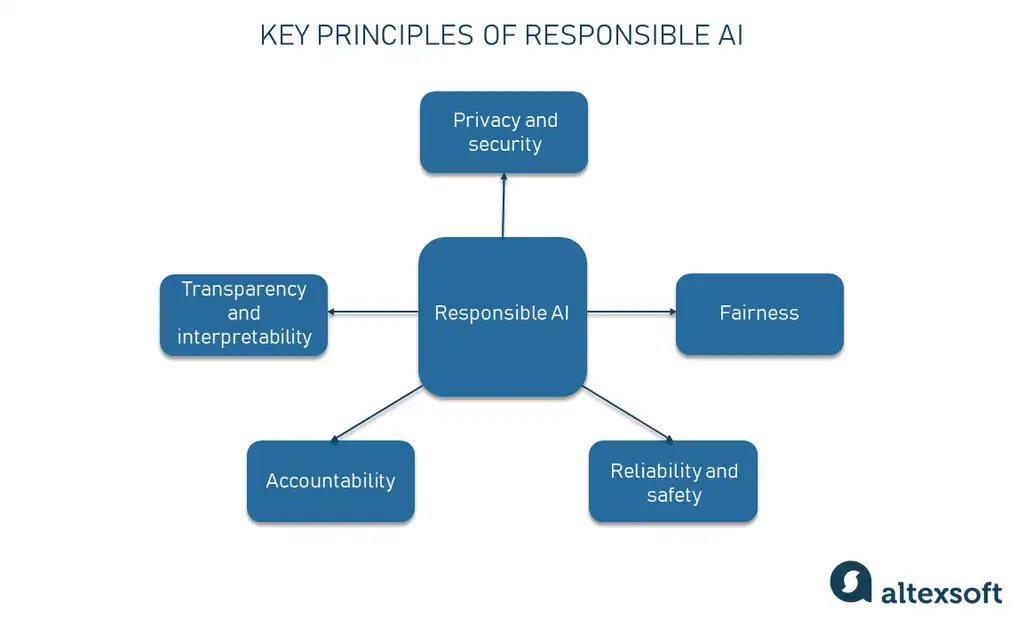 KEY PRINCIPLES OF RESPONSIBLE AI
Privacy and
security
Transparency
and
interpretability
Responsible AI
Fairness
Accountability
Reliability and
safety
altexsoft